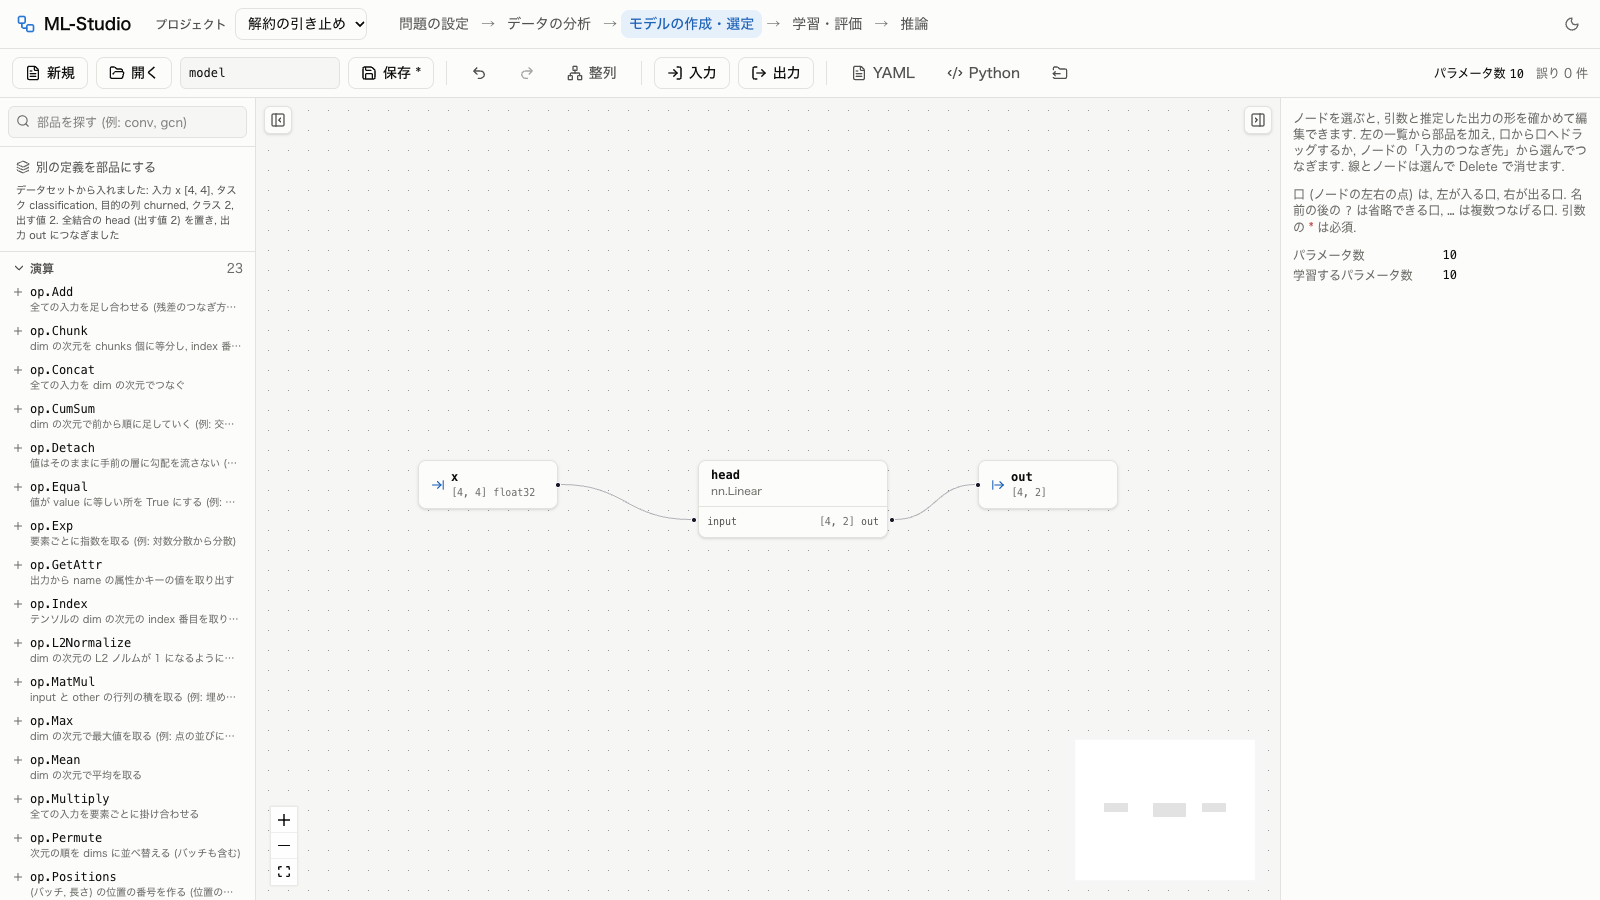 ML-Studio プロジェクト 解約の引き止め 問題の設定 → データの分析 → モデルの作成・選定 → 学習・評価 → 推論
新規 開く model 保存 * 整列 入力 出力 YAML </> Python パラメータ数 10 誤り 0 件
部品を探す (例: conv, gcn)
別の定義を部品にする
データセットから入れました: 入力 x [4, 4], タス
ク classification, 目的の列 churned, クラス 2,
出す値 2. 全結合の head (出す値 2) を置き, 出
力 out につなぎました
演算 23
op.Add
全ての入力を足し合わせる (残差のつなぎ方…
op.Chunk
dim の次元を chunks 個に等分し, index 番…
op.Concat
全ての入力を dim の次元でつなぐ
op.CumSum
dim の次元で前から順に足していく (例: 交…
op.Detach
値はそのままに手前の層に勾配を流さない (…
op.Equal
値が value に等しい所を True にする (例: …
op.Exp
要素ごとに指数を取る (例: 対数分散から分散)
op.GetAttr
出力から name の属性かキーの値を取り出す
op.Index
テンソルの dim の次元の index 番目を取り…
op.L2Normalize
dim の次元の L2 ノルムが 1 になるように…
op.MatMul
input と other の行列の積を取る (例: 埋め…
op.Max
dim の次元で最大値を取る (例: 点の並びに…
op.Mean
dim の次元で平均を取る
op.Multiply
全ての入力を要素ごとに掛け合わせる
op.Permute
次元の順を dims に並べ替える (バッチも含む)
op.Positions
(バッチ, 長さ) の位置の番号を作る (位置の…
x
[4, 4] float32
head
nn.Linear
input [4, 2] out
out
[4, 2]
ノードを選ぶと, 引数と推定した出力の形を確かめて編
集できます. 左の一覧から部品を加え, 口から口へドラ
ッグするか, ノードの「入力のつなぎ先」から選んでつ
なぎます. 線とノードは選んで Delete で消せます.
口 (ノードの左右の点) は, 左が入る口, 右が出る口. 名
前の後の ? は省略できる口, … は複数つなげる口. 引数
の * は必須.
パラメータ数 10
学習するパラメータ数 10